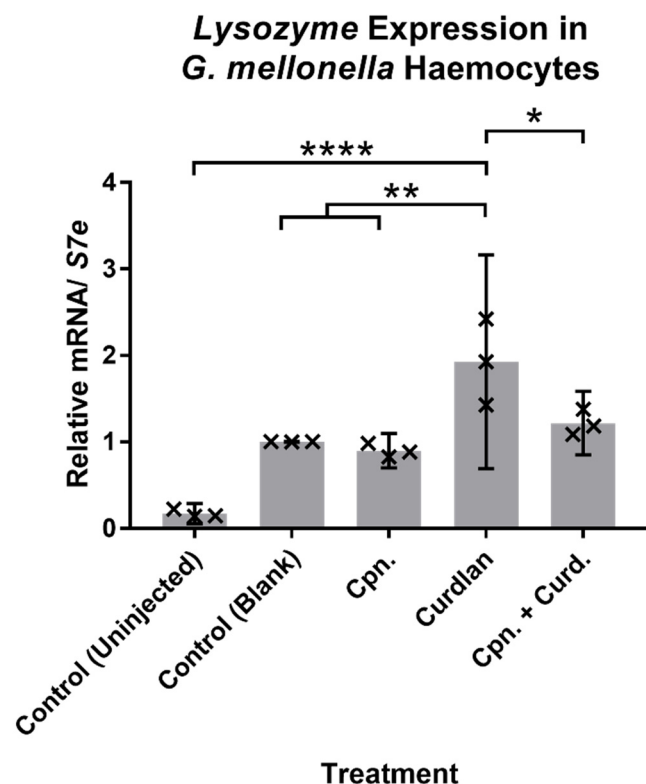 Lysozyme Expression in
G. mellonella Haemocytes
*
****
**
4
3
2
1
0
Relative mRNA/ S7e
Control (Uninjected)
Control (Blank)
Cpn.
Curdlan
Cpn. + Curd.
Treatment